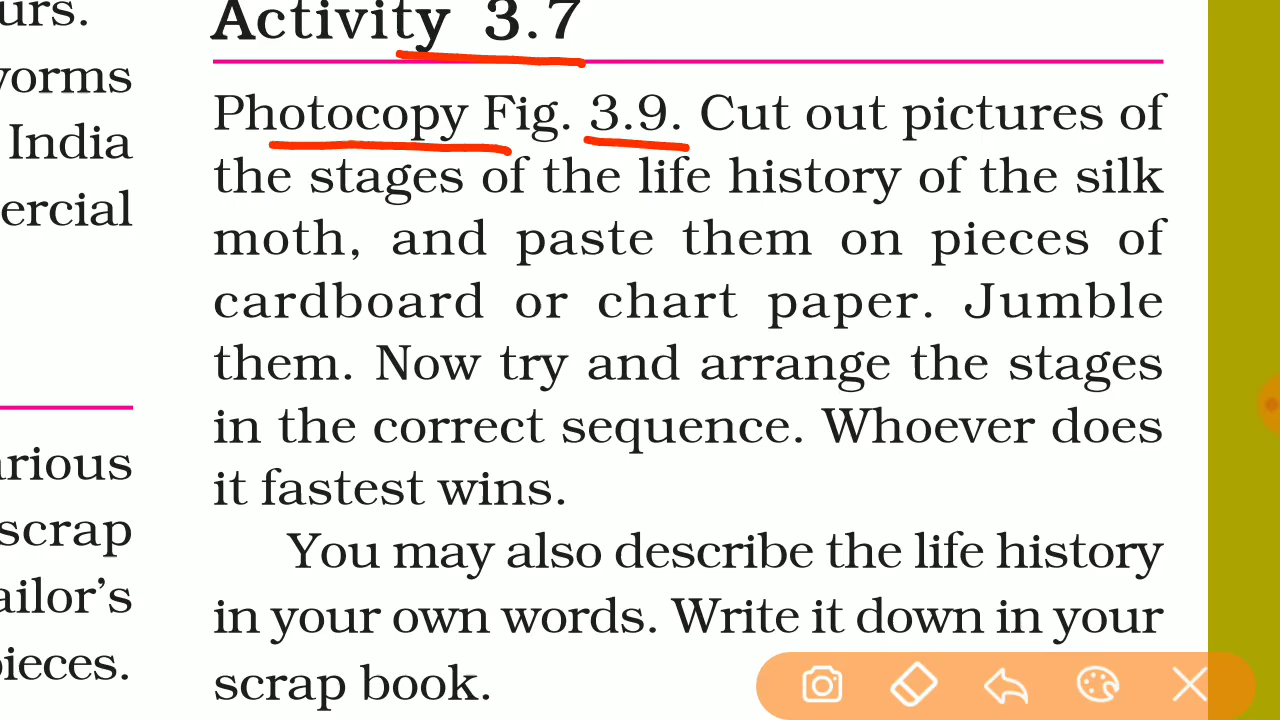 urs.
vorms
India
ercial
arious
scrap
ailor's
pieces.
Activity 3.7
Photocopy Fig. 3.9. Cut out pictures of
the stages of the life history of the silk
moth, and paste them on pieces of
cardboard or chart paper. Jumble
them. Now try and arrange the stages
in the correct sequence. Whoever does
it fastest wins.
You may also describe the life history
in your own words. Write it down in your
scrap book.